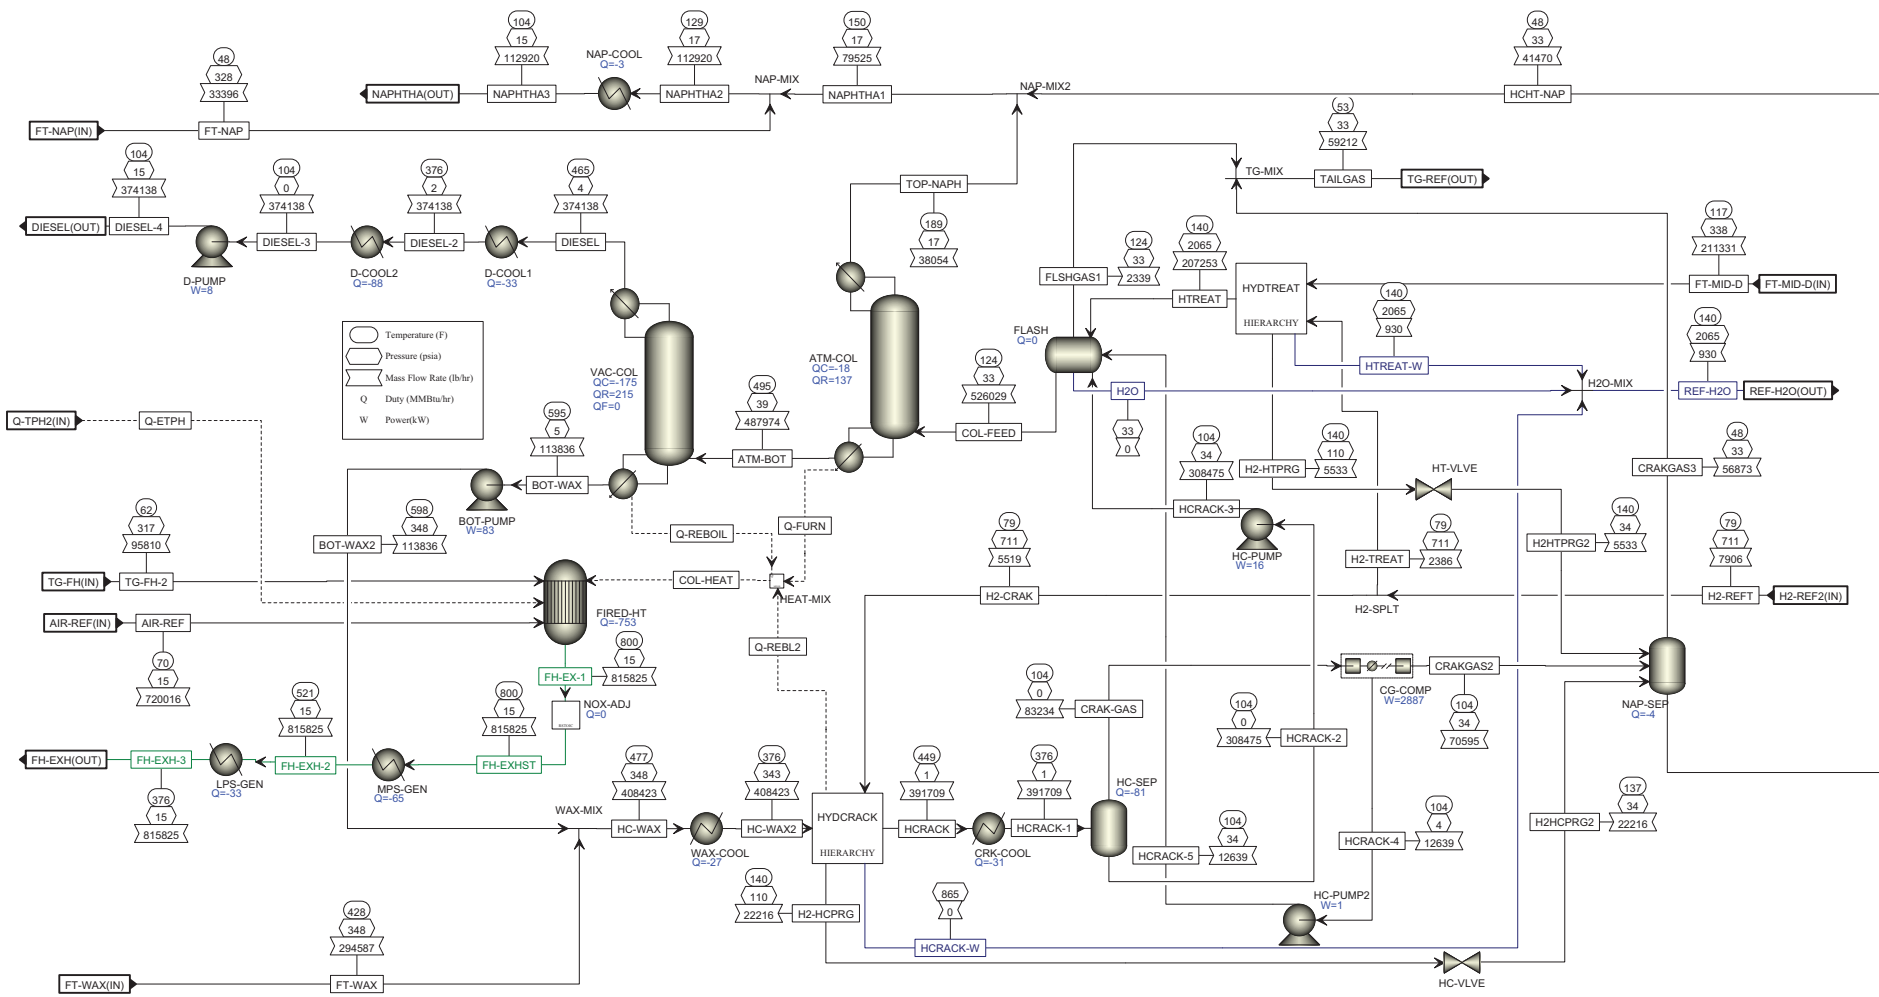 48
328
33396
FT-NAP(IN)
FT-NAP
104
15
112920
NAPHTHA(OUT)
NAPHTHA3
NAP-COOL
Q=-3
129
17
112920
NAPHTHA2
NAP-MIX
150
17
79525
NAPHTHA1
NAP-MIX2
48
33
41470
HCHT-NAP
53
33
59212
TG-MIX
TAILGAS
TG-REF(OUT)
104
15
374138
DIESEL(OUT)
DIESEL-4
D-PUMP
W=8
104
0
374138
DIESEL-3
D-COOL2
Q=-88
376
2
374138
DIESEL-2
D-COOL1
Q=-33
465
4
374138
DIESEL
TOP-NAPH
189
17
38054
124
33
2339
FLSHGAS1
140
2065
207253
HTREAT
HYDTREAT
HIERARCHY
117
338
211331
FT-MID-D
FT-MID-D(IN)
Temperature (F)
Pressure (psia)
Mass Flow Rate (lb/hr)
Q Duty (MMBtu/hr)
W Power(kW)
VAC-COL
QC=-175
QR=215
QF=0
ATM-COL
QC=-18
QR=137
FLASH
Q=0
140
2065
930
HTREAT-W
140
2065
930
H2O-MIX
REF-H2O
REF-H2O(OUT)
H2O
33
0
124
33
526029
COL-FEED
495
39
487974
ATM-BOT
595
5
113836
BOT-WAX
BOT-PUMP
W=83
598
348
113836
BOT-WAX2
Q-TPH2(IN)
Q-ETPH
Q-REBOIL
Q-FURN
104
34
308475
HCRACK-3
HC-PUMP
W=16
140
110
5533
H2-HTPRG
HT-VLVE
48
33
56873
CRAKGAS3
140
34
5533
H2HTPRG2
79
711
2386
H2-TREAT
H2-SPLT
79
711
7906
H2-REFT
H2-REF2(IN)
79
711
5519
H2-CRAK
62
317
95810
TG-FH(IN)
TG-FH-2
COL-HEAT
HEAT-MIX
FIRED-HT
Q=-753
AIR-REF(IN)
AIR-REF
70
15
720016
Q-REBL2
800
15
815825
FH-EX-1
NOX-ADJ
Q=0
800
15
815825
FH-EXHST
MPS-GEN
Q=-65
521
15
815825
FH-EXH-2
LPS-GEN
Q=-33
FH-EXH(OUT)
FH-EXH-3
376
15
815825
104
0
83234
CRAK-GAS
104
0
308475
HCRACK-2
CG-COMP
W=2887
CRAKGAS2
104
34
70595
NAP-SEP
Q=-4
WAX-MIX
477
348
408423
HC-WAX
WAX-COOL
Q=-27
376
343
408423
HC-WAX2
HYDCRACK
HIERARCHY
449
1
391709
HCRACK
CRK-COOL
Q=-31
376
1
391709
HCRACK-1
HC-SEP
Q=-81
104
34
12639
HCRACK-5
104
4
12639
HCRACK-4
137
34
22216
H2HCPRG2
140
110
22216
H2-HCPRG
865
0
HCRACK-W
HC-PUMP2
W=1
HC-VLVE
428
348
294587
FT-WAX(IN)
FT-WAX